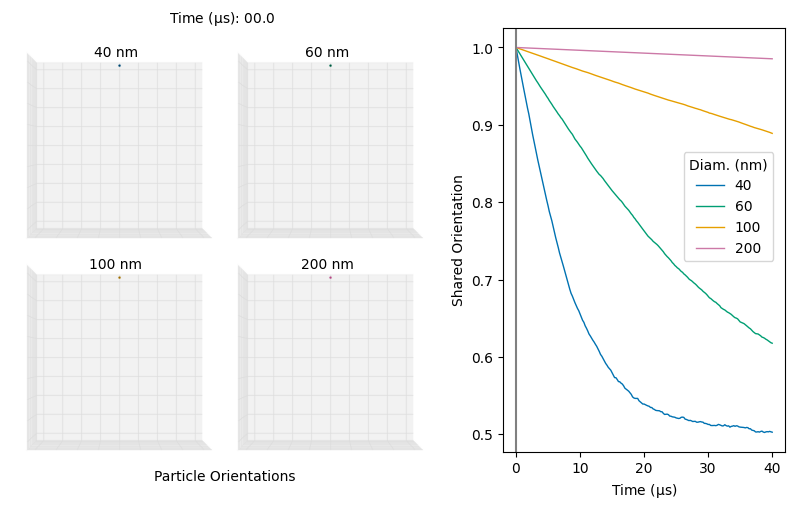 Time (µs): 00.0
40 nm
60 nm
100 nm
200 nm
Particle Orientations
Shared Orientation
1.0
0.9
0.8
0.7
0.6
0.5
Diam. (nm)
40
60
100
200
0
10
20
30
40
Time (µs)